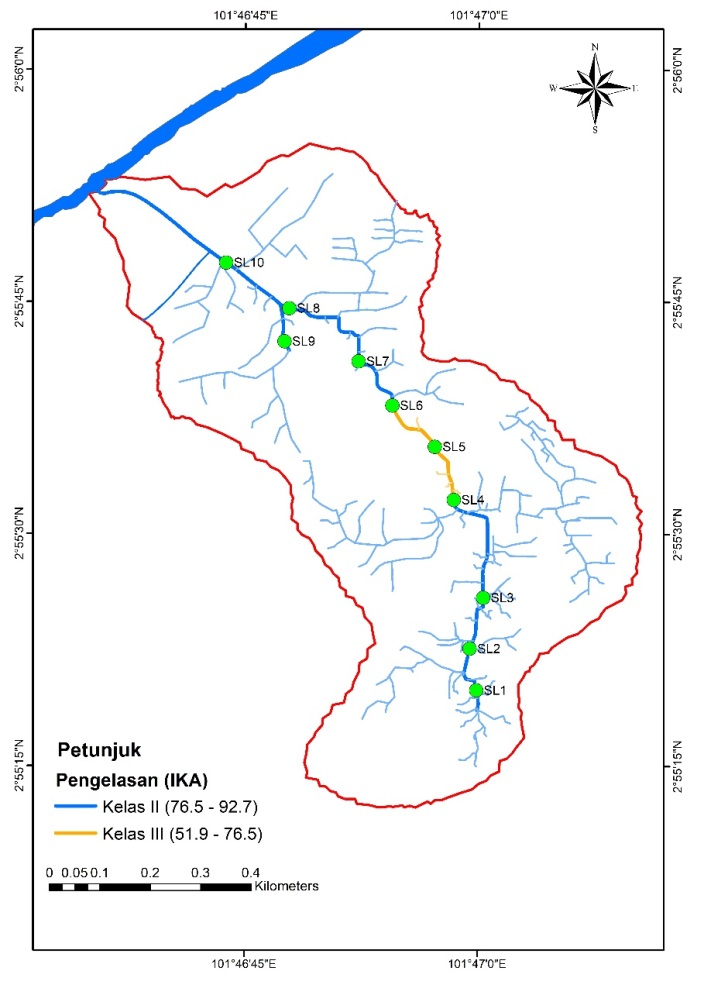 101°46'45"E
101°47'0"E
2°56'0"N
2°56'0"N
N
W
E
S
SL10
2°55'45"N
2°55'45"N
SL8
SL9
SL7
SL6
SL5
SL4
2°55'30"N
2°55'30"N
SL3
SL2
SL1
2°55'15"N
2°55'15"N
Petunjuk
Pengelasan (IKA)
Kelas II (76.5 - 92.7)
Kelas III (51.9 - 76.5)
0 0.05 0.1 0.2 0.3 0.4
Kilometers
101°46'45"E
101°47'0"E